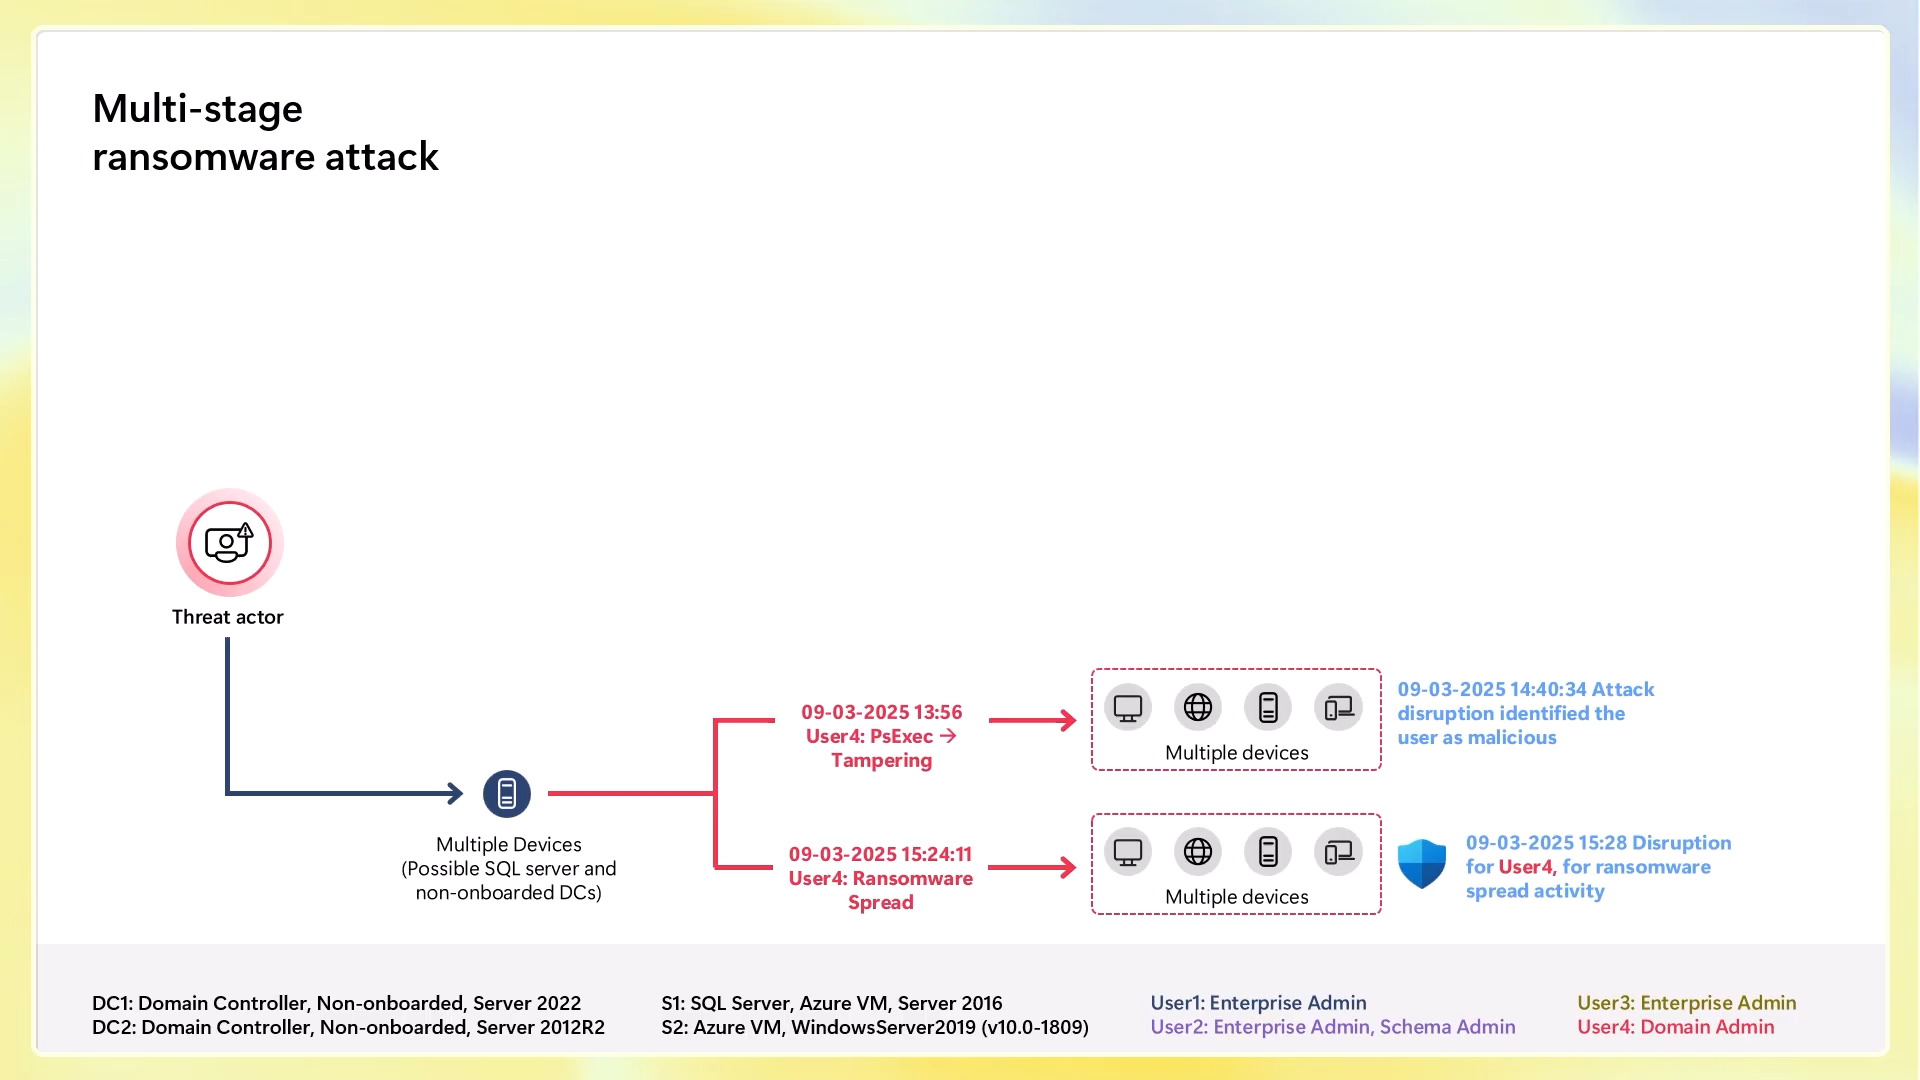 Multi-stage
ransomware attack
Threat actor
Multiple Devices
(Possible SQL server and
non-onboarded DCs)
09-03-2025 13:56
User4: PsExec →
Tampering
Multiple devices
09-03-2025 14:40:34 Attack
disruption identified the
user as malicious
09-03-2025 15:24:11
User4: Ransomware
Spread
Multiple devices
09-03-2025 15:28 Disruption
for User4, for ransomware
spread activity
DC1: Domain Controller, Non-onboarded, Server 2022
DC2: Domain Controller, Non-onboarded, Server 2012R2
S1: SQL Server, Azure VM, Server 2016
S2: Azure VM, WindowsServer2019 (v10.0-1809)
User1: Enterprise Admin
User2: Enterprise Admin, Schema Admin
User3: Enterprise Admin
User4: Domain Admin